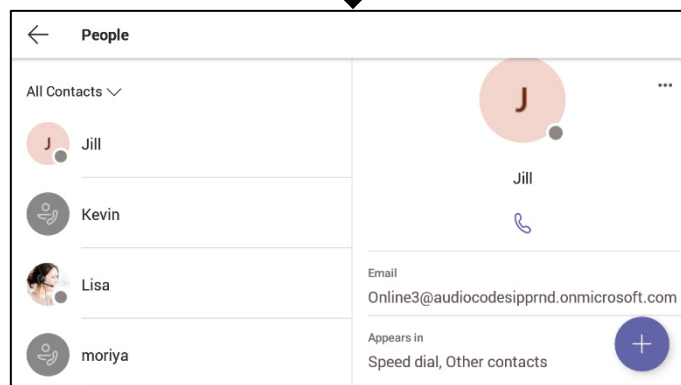 People
All Contacts
J
Jill
Kevin
Lisa
moriya
J
Jill
Email
Online3@audiocodesipprnd.onmicrosoft.com
Appears in
Speed dial, Other contacts